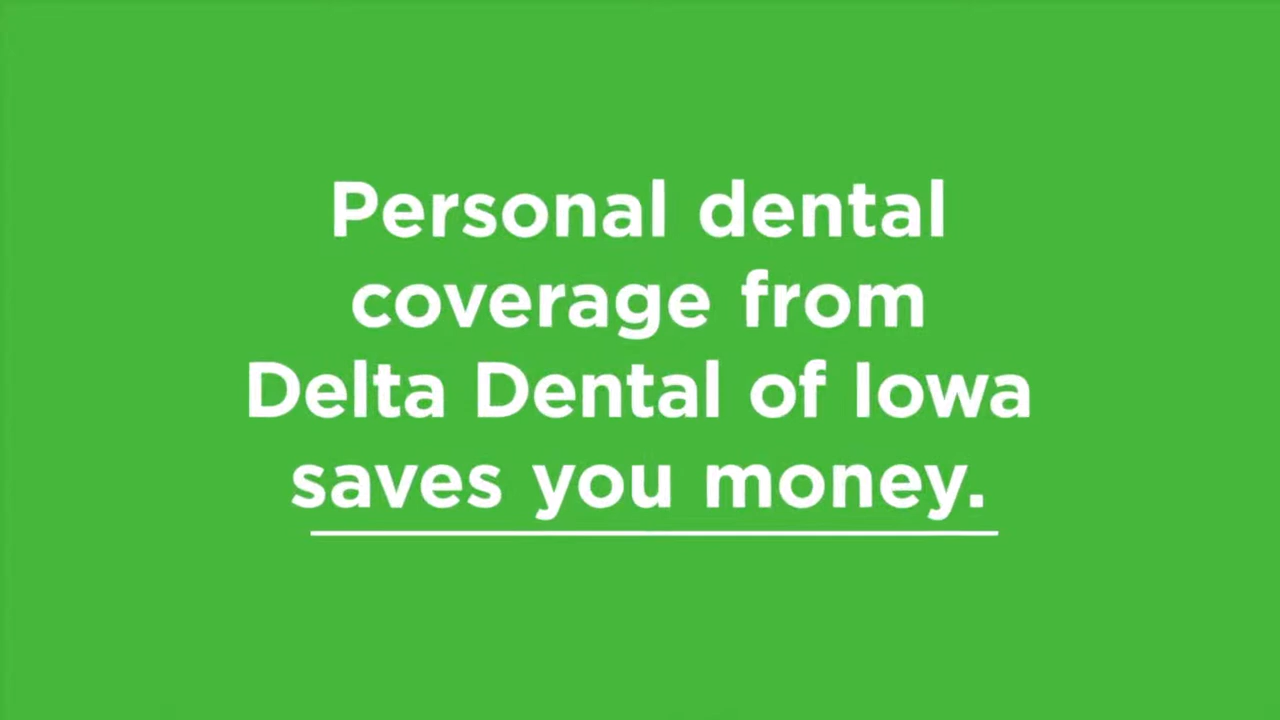 Personal dental
coverage from
Delta Dental of Iowa
saves you money.